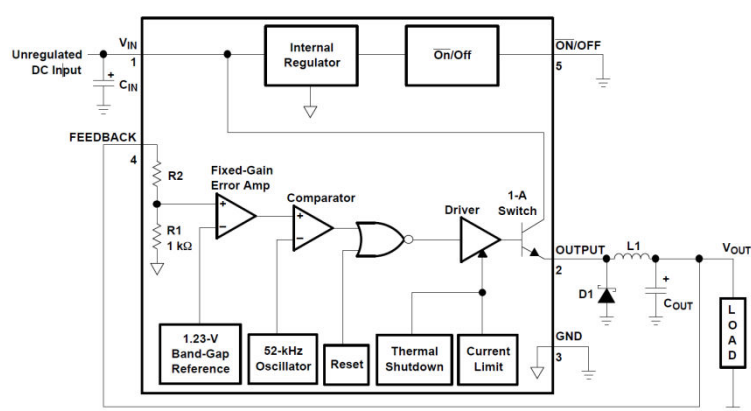 Unregulated
DC Input
VIN
1
+
CIN
Internal
Regulator
On/Off
ON/OFF
5
FEEDBACK
4
R2
R1
1 kΩ
Fixed-Gain
Error Amp
+
−
Comparator
+
−
Driver
1-A
Switch
OUTPUT
2
L1
VOUT
D1
+
COUT
LOAD
GND
3
1.23-V
Band-Gap
Reference
52-kHz
Oscillator
Reset
Thermal
Shutdown
Current
Limit